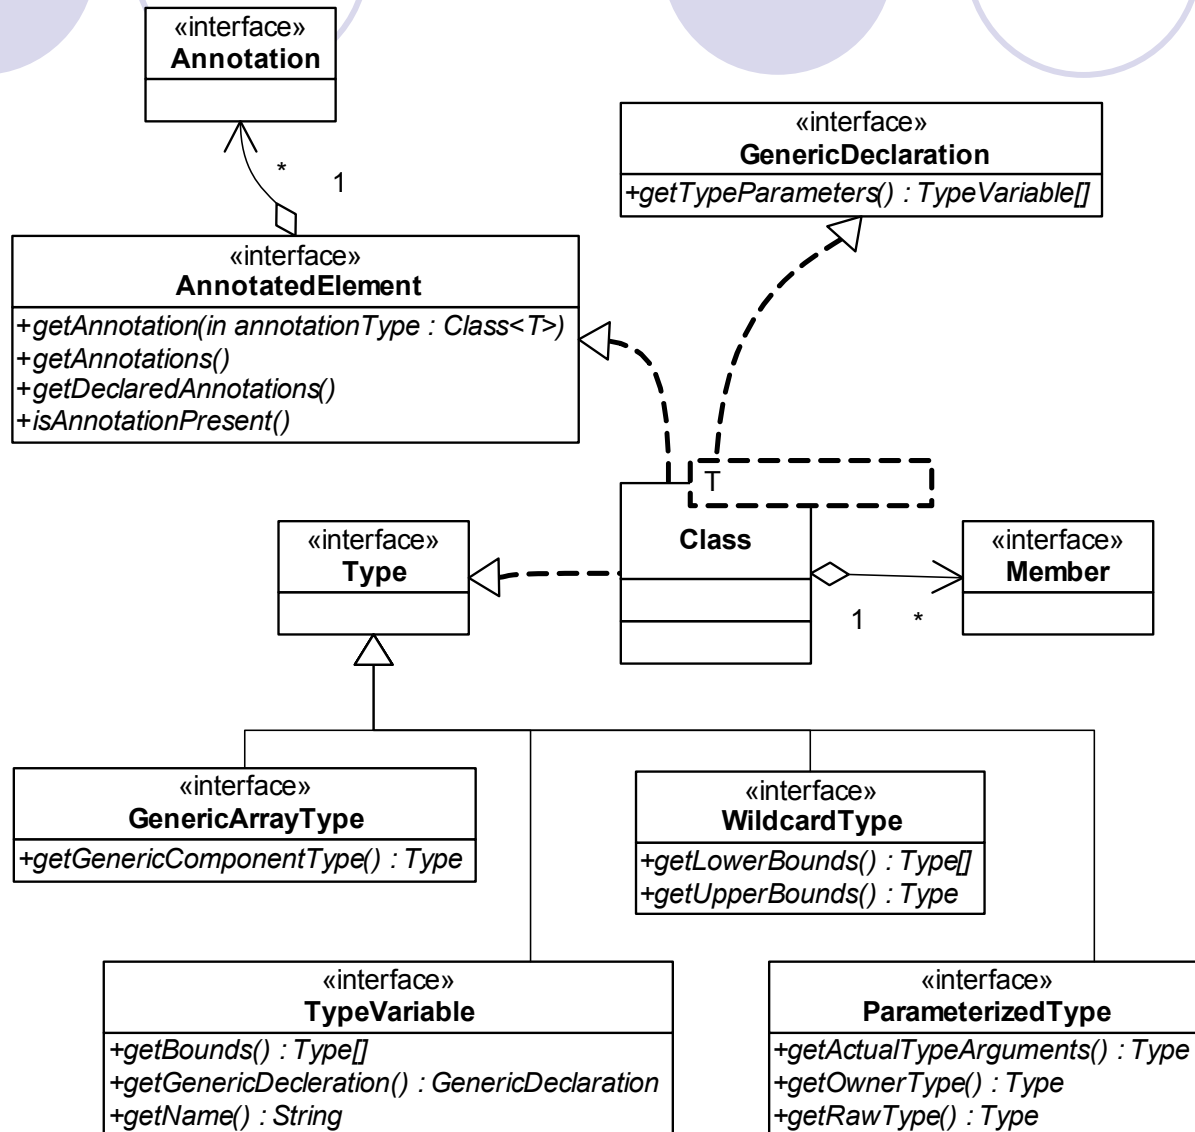 «interface»
Annotation
* 1
«interface»
GenericDeclaration
+getTypeParameters() : TypeVariable[]
«interface»
AnnotatedElement
+getAnnotation(in annotationType : Class<T>)
+getAnnotations()
+getDeclaredAnnotations()
+isAnnotationPresent()
T
Class
«interface»
Type
«interface»
Member
1 *
«interface»
GenericArrayType
+getGenericComponentType() : Type
«interface»
WildcardType
+getLowerBounds() : Type[]
+getUpperBounds() : Type
«interface»
TypeVariable
+getBounds() : Type[]
+getGenericDecleration() : GenericDeclaration
+getName() : String
«interface»
ParameterizedType
+getActualTypeArguments() : Type
+getOwnerType() : Type
+getRawType() : Type